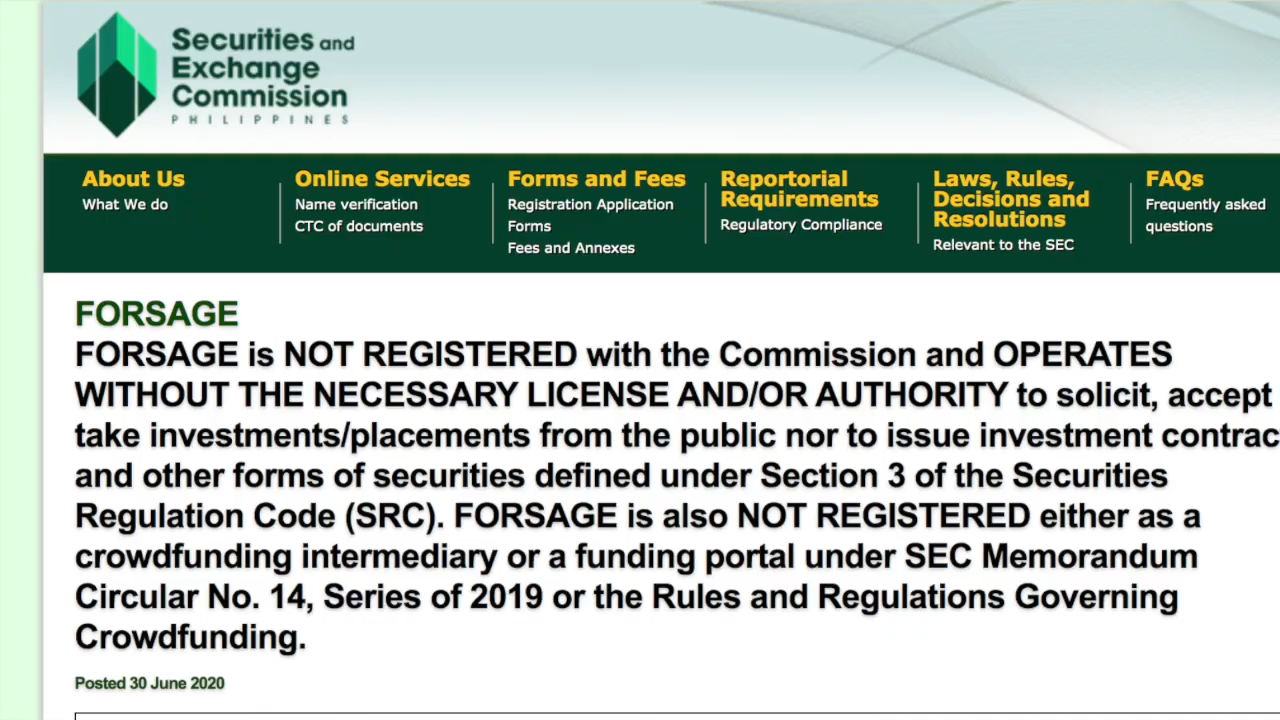 Securities and
Exchange
Commission
PHILIPPINES
About Us
What We do
Online Services
Name verification
CTC of documents
Forms and Fees
Registration Application
Forms
Fees and Annexes
Reportorial
Requirements
Regulatory Compliance
Laws, Rules,
Decisions and
Resolutions
Relevant to the SEC
FAQs
Frequently asked
questions
FORSAGE
FORSAGE is NOT REGISTERED with the Commission and OPERATES
WITHOUT THE NECESSARY LICENSE AND/OR AUTHORITY to solicit, accept
take investments/placements from the public nor to issue investment contrac
and other forms of securities defined under Section 3 of the Securities
Regulation Code (SRC). FORSAGE is also NOT REGISTERED either as a
crowdfunding intermediary or a funding portal under SEC Memorandum
Circular No. 14, Series of 2019 or the Rules and Regulations Governing
Crowdfunding.
Posted 30 June 2020